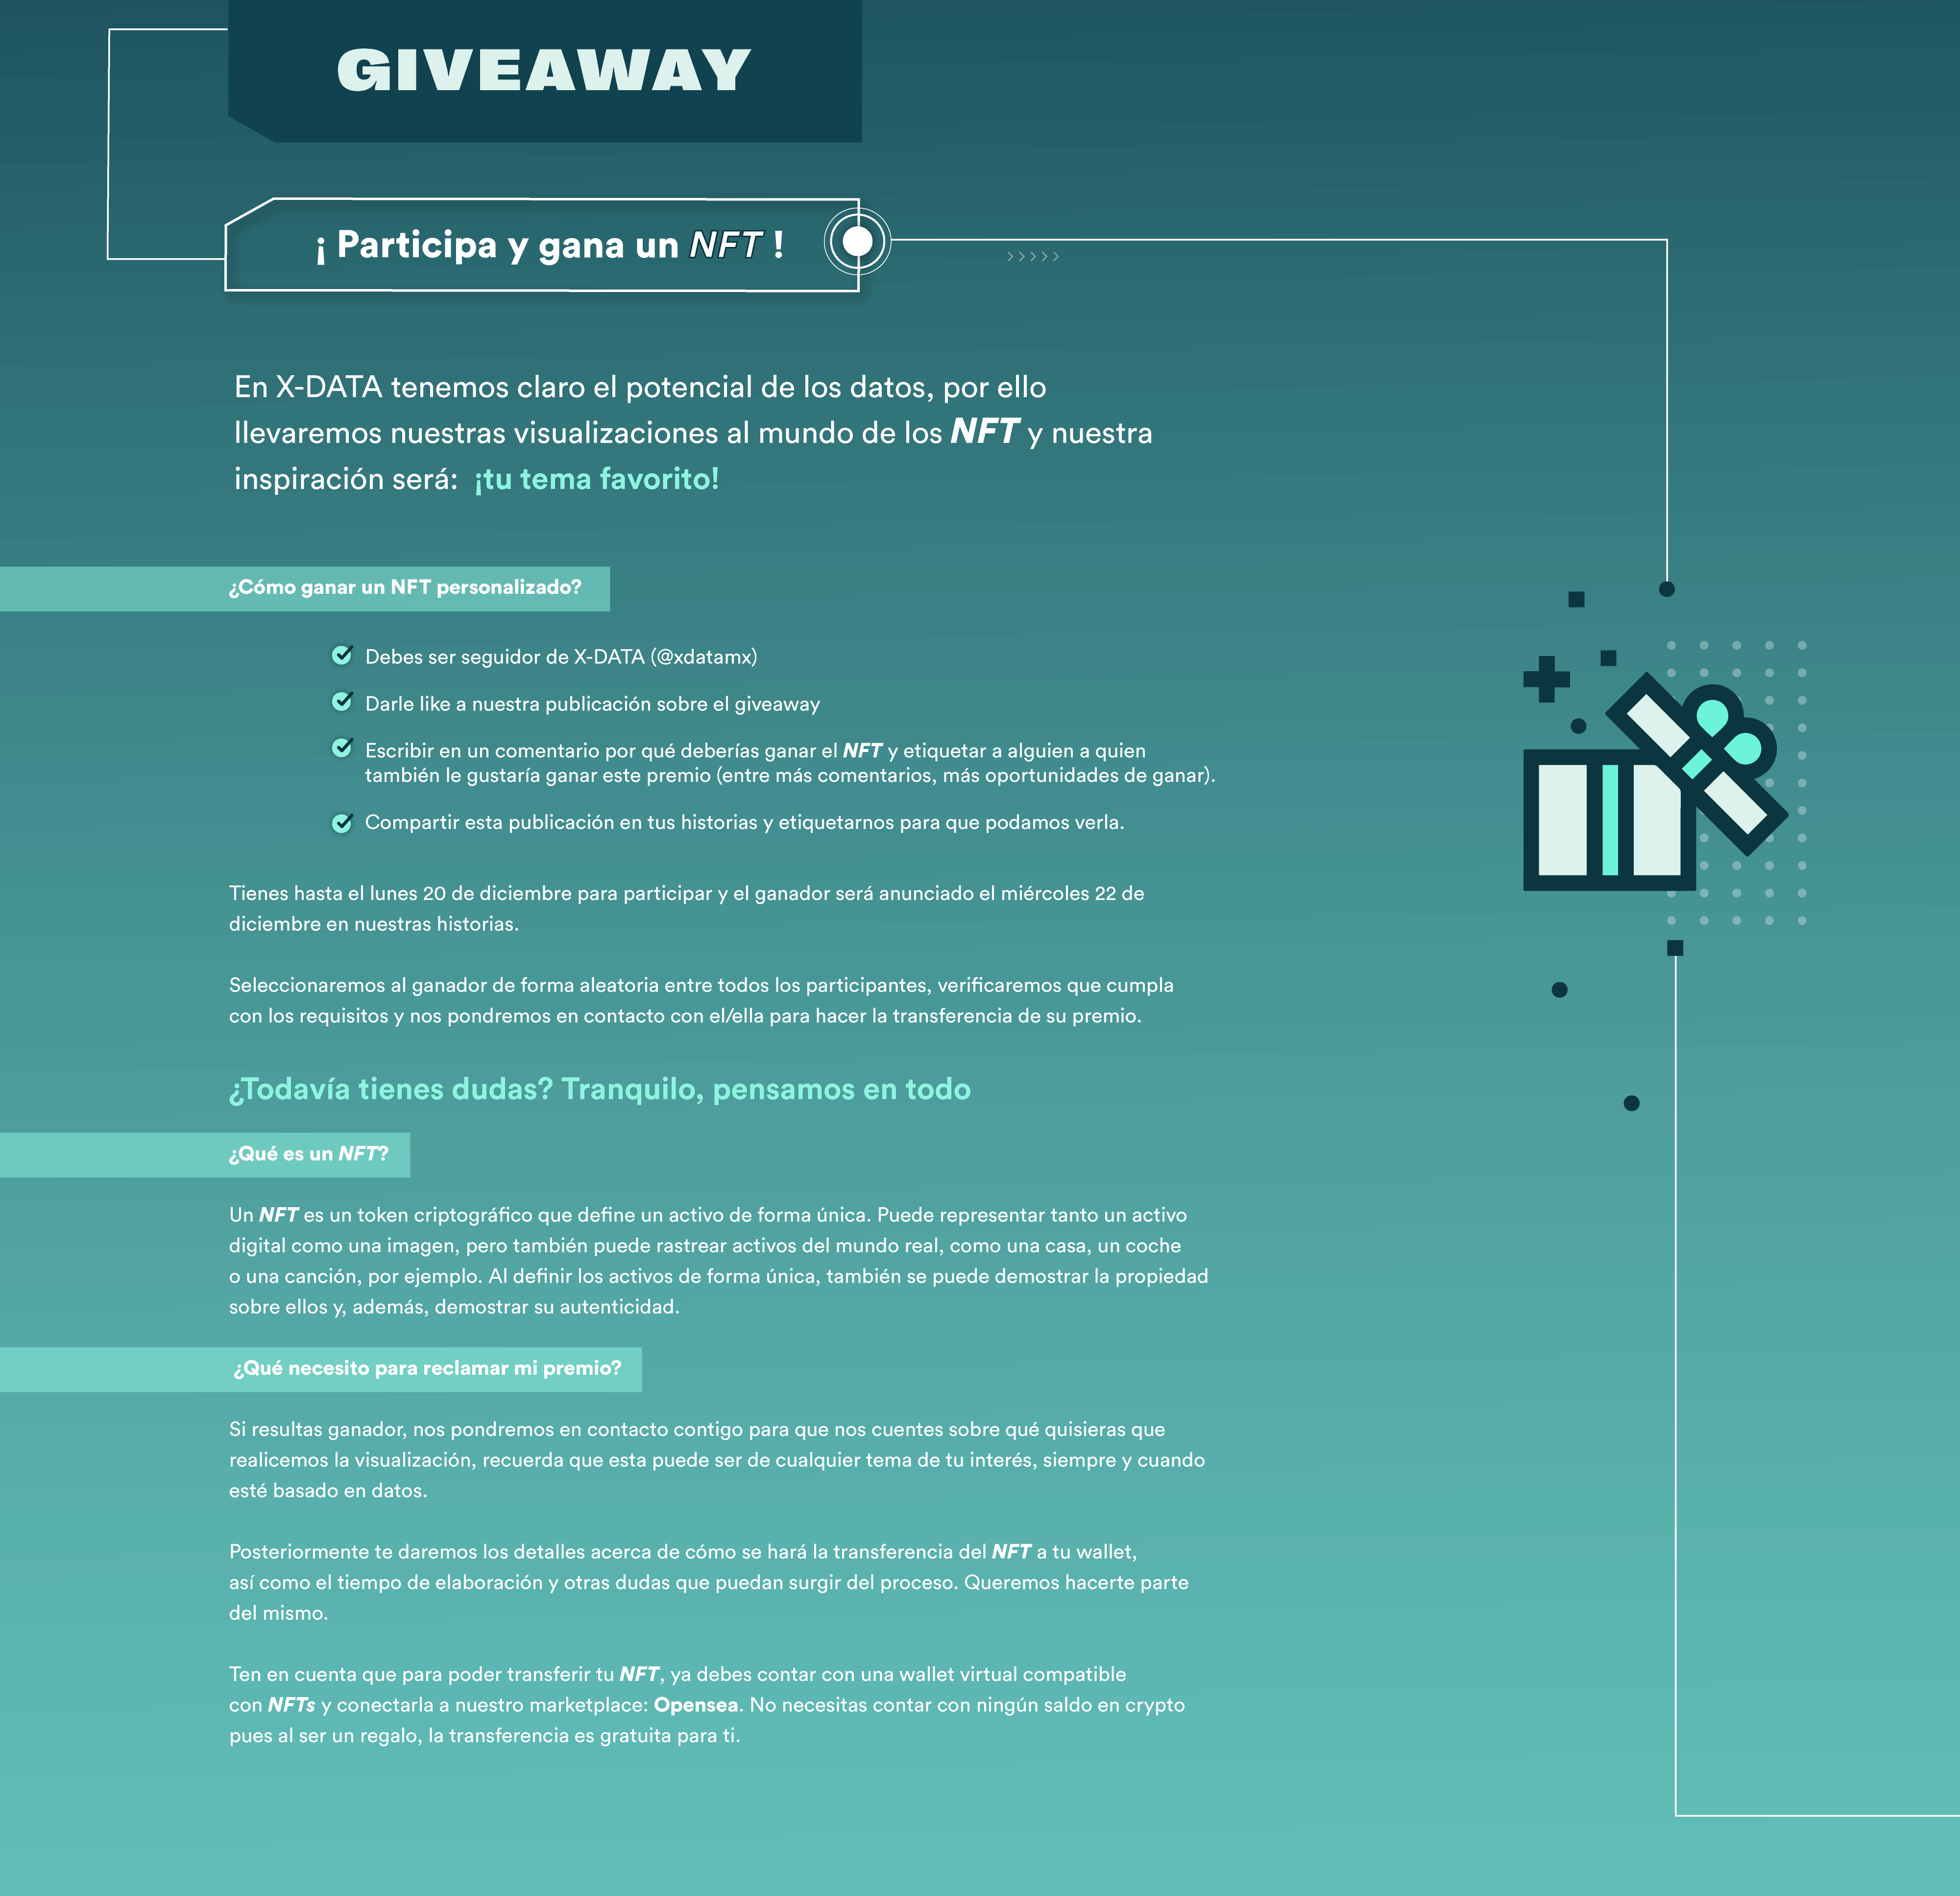 GIVEAWAY
¡ Participa y gana un NFT !
En X-DATA tenemos claro el potencial de los datos, por ello
llevaremos nuestras visualizaciones al mundo de los NFT y nuestra
inspiración será: ¡tu tema favorito!
¿Cómo ganar un NFT personalizado?
Debes ser seguidor de X-DATA (@xdatamx)
Darle like a nuestra publicación sobre el giveaway
Escribir en un comentario por qué deberías ganar el NFT y etiquetar a alguien a quien
también le gustaría ganar este premio (entre más comentarios, más oportunidades de ganar).
Compartir esta publicación en tus historias y etiquetarnos para que podamos verla.
Tienes hasta el lunes 20 de diciembre para participar y el ganador será anunciado el miércoles 22 de
diciembre en nuestras historias.
Seleccionaremos al ganador de forma aleatoria entre todos los participantes, verificaremos que cumpla
con los requisitos y nos pondremos en contacto con el/ella para hacer la transferencia de su premio.
¿Todavía tienes dudas? Tranquilo, pensamos en todo
¿Qué es un NFT?
Un NFT es un token criptográfico que define un activo de forma única. Puede representar tanto un activo
digital como una imagen, pero también puede rastrear activos del mundo real, como una casa, un coche
o una canción, por ejemplo. Al definir los activos de forma única, también se puede demostrar la propiedad
sobre ellos y, además, demostrar su autenticidad.
¿Qué necesito para reclamar mi premio?
Si resultas ganador, nos pondremos en contacto contigo para que nos cuentes sobre qué quisieras que
realicemos la visualización, recuerda que esta puede ser de cualquier tema de tu interés, siempre y cuando
esté basado en datos.
Posteriormente te daremos los detalles acerca de cómo se hará la transferencia del NFT a tu wallet,
así como el tiempo de elaboración y otras dudas que puedan surgir del proceso. Queremos hacerte parte
del mismo.
Ten en cuenta que para poder transferir tu NFT, ya debes contar con una wallet virtual compatible
con NFTs y conectarla a nuestro marketplace: Opensea. No necesitas contar con ningún saldo en crypto
pues al ser un regalo, la transferencia es gratuita para ti.